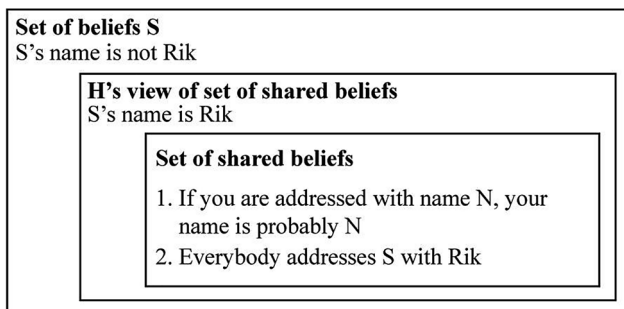 Set of beliefs S
S's name is not Rik
H's view of set of shared beliefs
S's name is Rik
Set of shared beliefs
1. If you are addressed with name N, your
name is probably N
2. Everybody addresses S with Rik